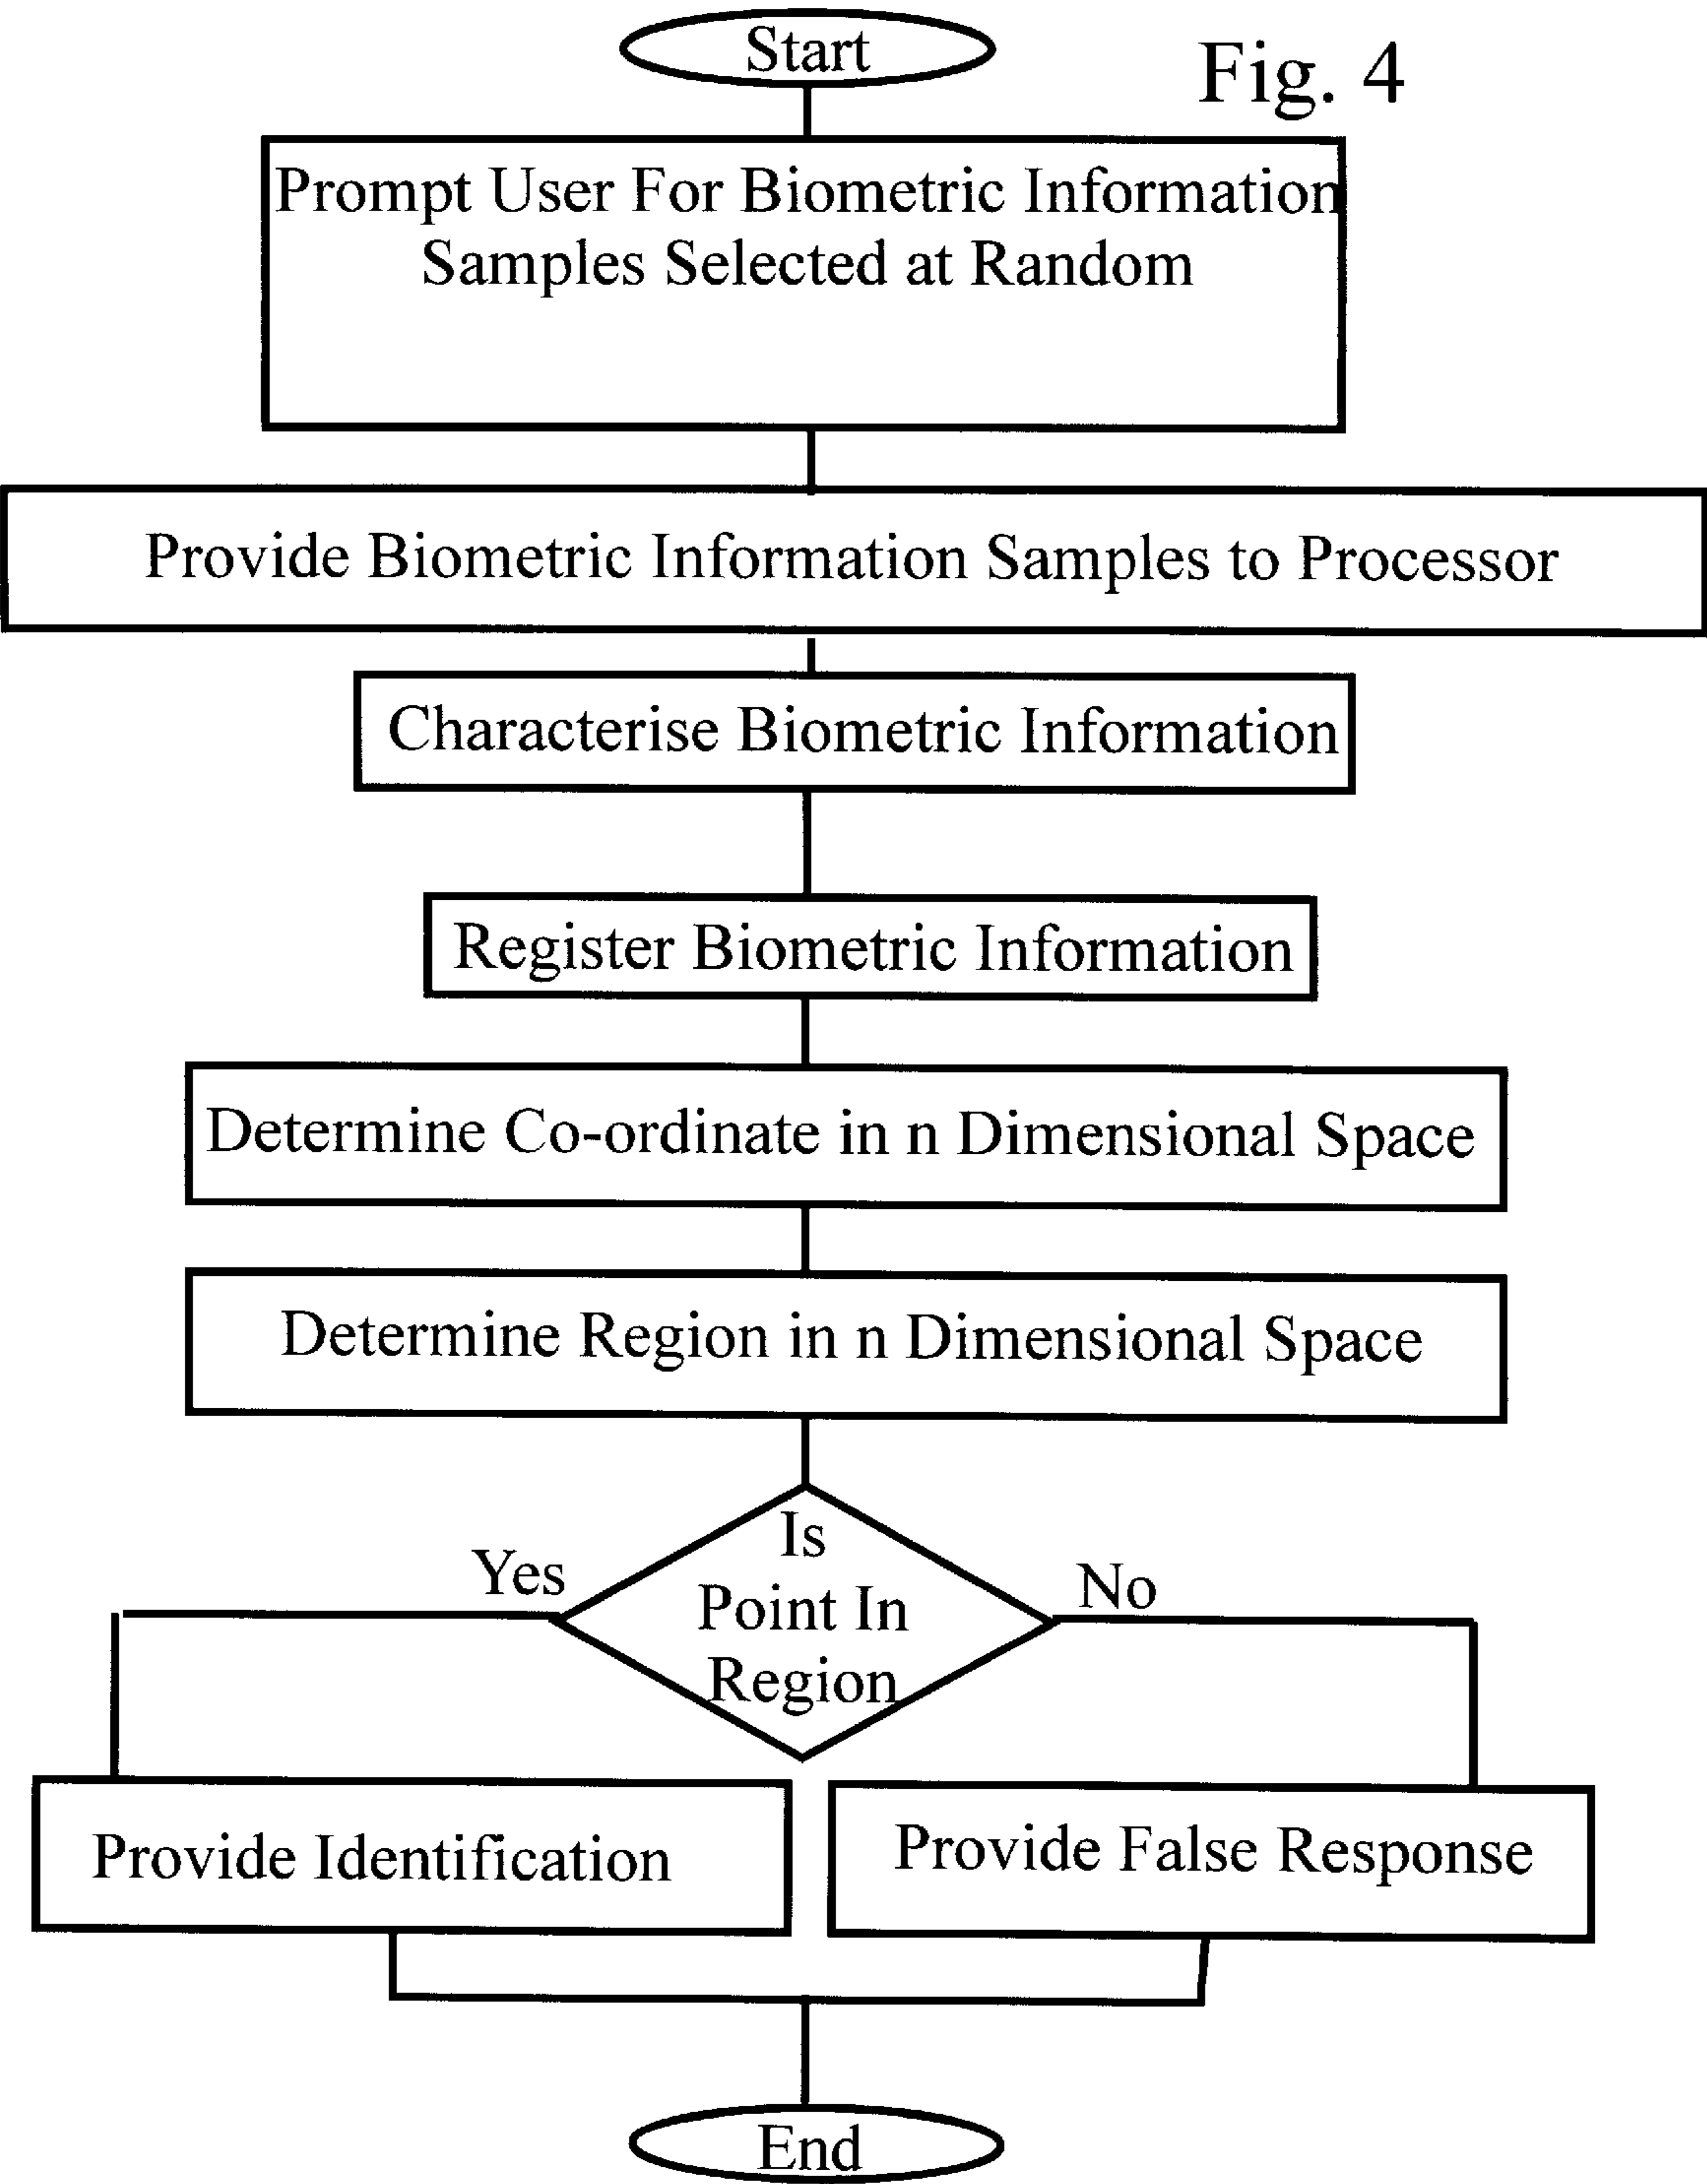 Start
Fig. 4
Prompt User For Biometric Information
Samples Selected at Random
Provide Biometric Information Samples to Processor
Characterise Biometric Information
Register Biometric Information
Determine Co-ordinate in n Dimensional Space
Determine Region in n Dimensional Space
Is
Point In
Region
Yes
No
Provide Identification
Provide False Response
End